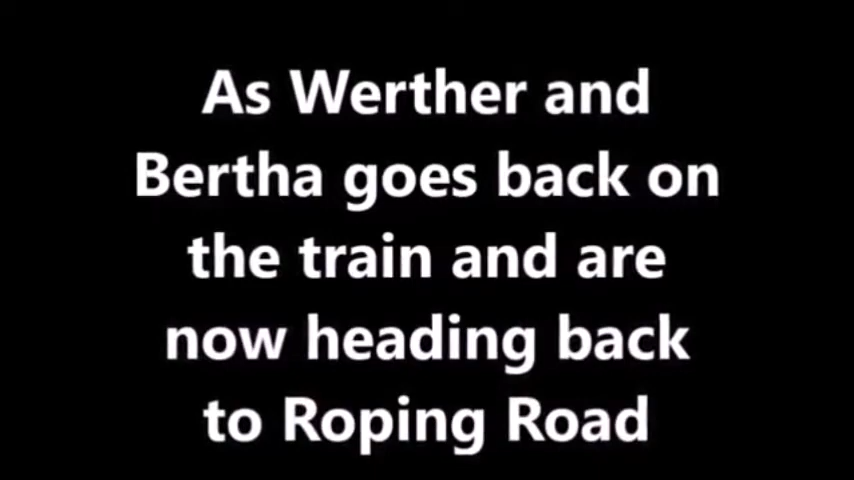 As Werther and
Bertha goes back on
the train and are
now heading back
to Roping Road